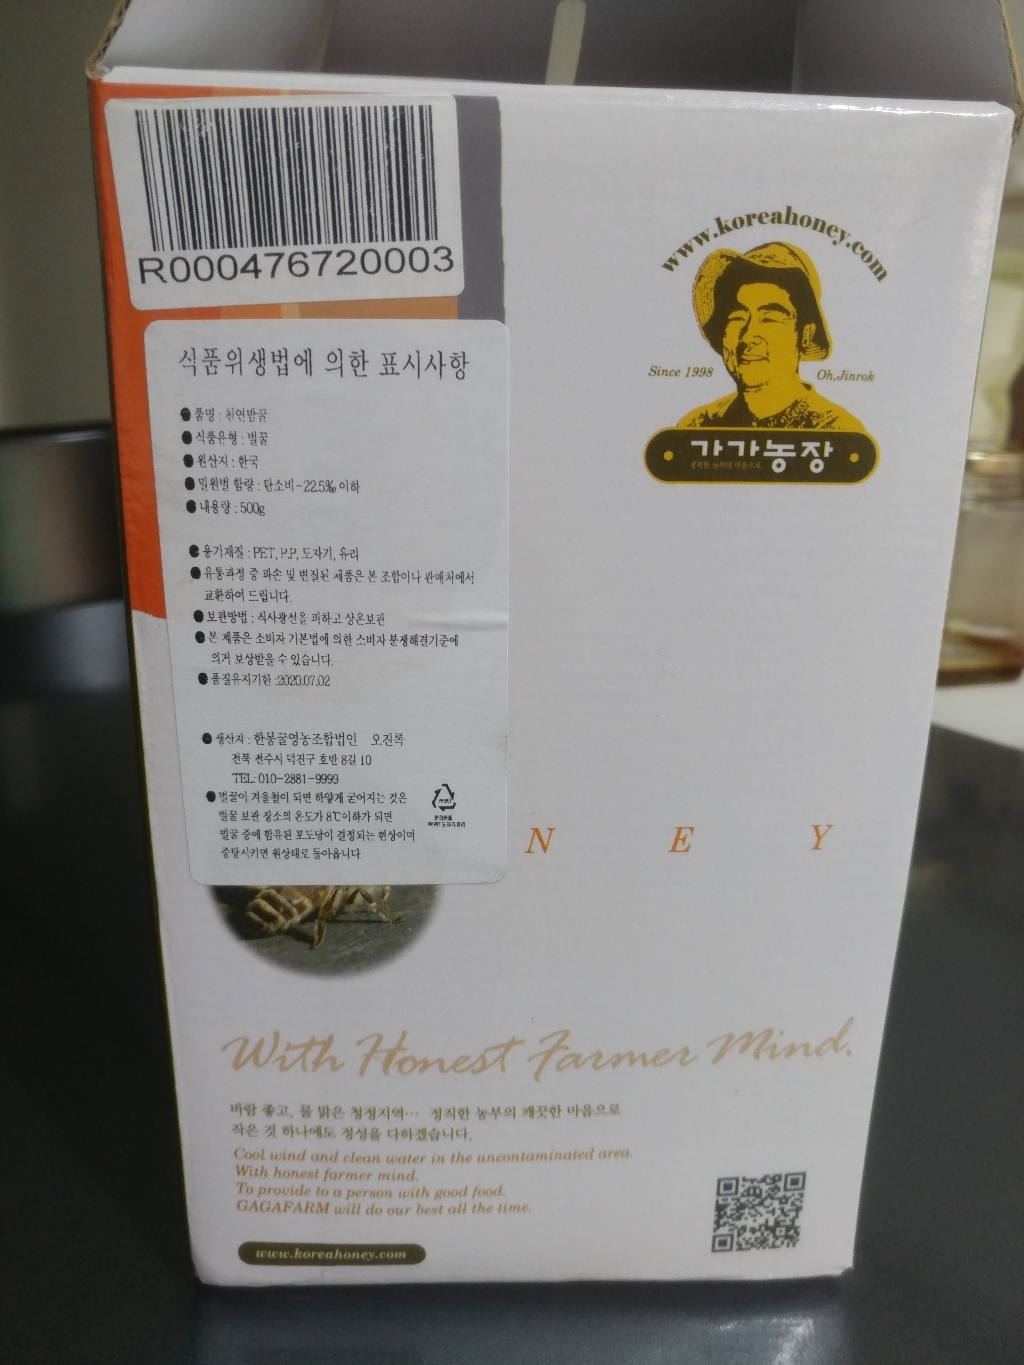 R000476720003
www.koreahoney.com
Since 1998
Oh,Jinrok
가가농장
정직한 농부의 마음으로
식품위생법에 의한 표시사항
● 품명 : 천연밤꿀
● 식품유형 : 벌꿀
● 원산지 : 한국
● 밀원별 함량 : 탄소비-22.5‰ 이하
● 내용량 : 500g
● 용기재질 : PET, P.P, 도자기, 유리
● 유통과정 중 파손 및 변질된 제품은 본 조합이나 판매처에서
교환하여 드립니다.
● 보관방법 : 직사광선을 피하고 상온보관
● 본 제품은 소비자 기본법에 의한 소비자 분쟁해결기준에
의거 보상받을 수 있습니다.
● 품질유지기한 :2020.07.02
● 생산자 : 한봉굴영농조합법인 오진록
전북 전주시 덕진구 호반 8길 10
TEL: 010-2881-9999
● 벌꿀이 겨울철이 되면 하얗게 굳어지는 것은
벌꿀 보관 장소의 온도가 8℃이하가 되면
벌꿀 중에 함유된 포도당이 결정되는 현상이며
중탕시키면 원상태로 돌아옵니다.
N E Y
With Honest Farmer Mind.
바람 좋고, 물 맑은 청정지역… 정직한 농부의 깨끗한 마음으로
작은 것 하나에도 정성을 다하겠습니다.
Cool wind and clean water in the uncontaminated area.
With honest farmer mind.
To provide to a person with good food.
GAGAFARM will do our best all the time.
www.koreahoney.com